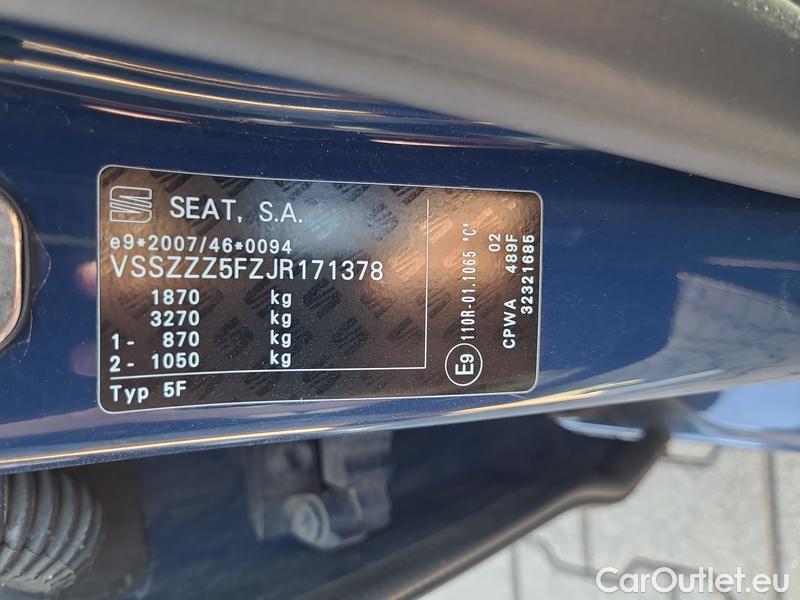 SEAT, S.A.
e9*2007/46*0094
VSSZZZ5FZJR171378
1870 kg
3270 kg
1- 870 kg
2- 1050 kg
Typ 5F
E9
110R-01.1065 "C"
02
CPWA 489F
32321685
CarOutlet.eu